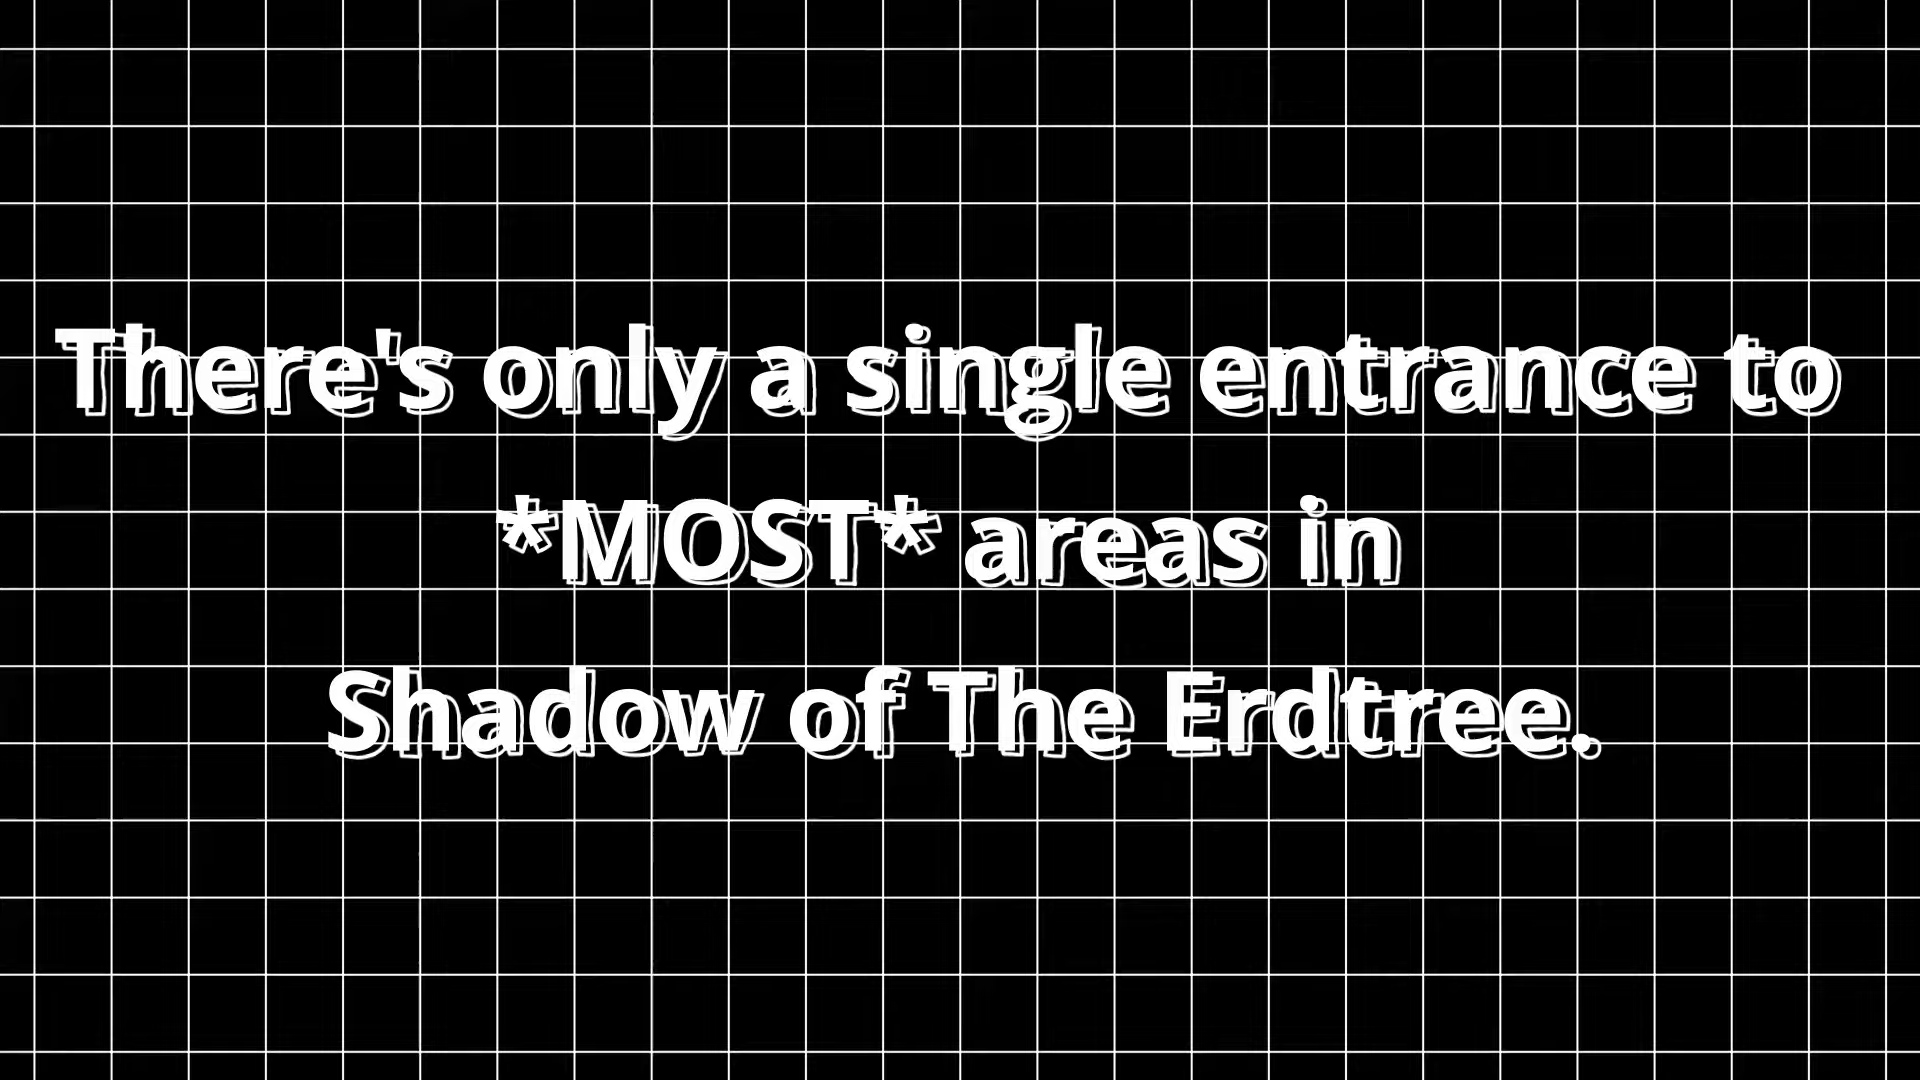 There's only a single entrance to
*MOST* areas in
Shadow of The Erdtree.